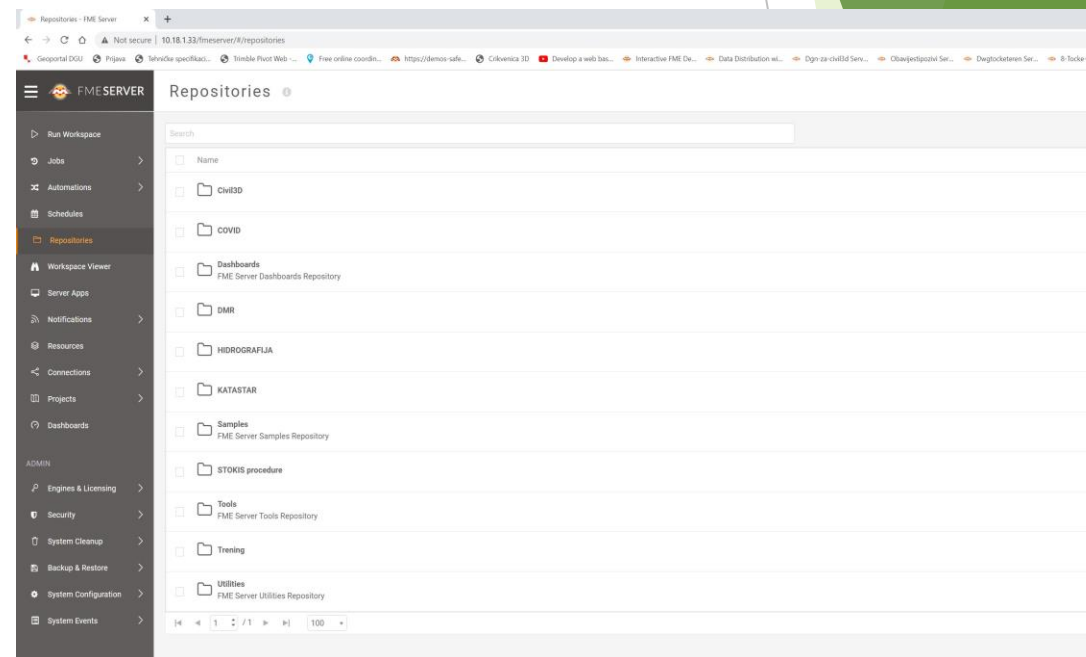 Repositories - FME Server
Not secure | 10.18.1.33/fmeserver/#/repositories
Geoportal DGU Prijava Tehničke specifikaci... Trimble Pivot Web -... Free online coordin... https://demos-safe... Crikvenica 3D Develop a web bas... Interactive FME De... Data Distribution wi... Dgn-za-civil3d Serv... Obavijestipozivi Ser... Dwgtocketeren Ser...
FMESERVER
Repositories
Run Workspace
Jobs
Automations
Schedules
Repositories
Workspace Viewer
Server Apps
Notifications
Resources
Connections
Projects
Dashboards
ADMIN
Engines & Licensing
Security
System Cleanup
Backup & Restore
System Configuration
System Events
Search
Name
Civil3D
COVID
Dashboards
FME Server Dashboards Repository
DMR
HIDROGRAFIJA
KATASTAR
Samples
FME Server Samples Repository
STOKIS procedure
Tools
FME Server Tools Repository
Trening
Utilities
FME Server Utilities Repository
1 / 1 100